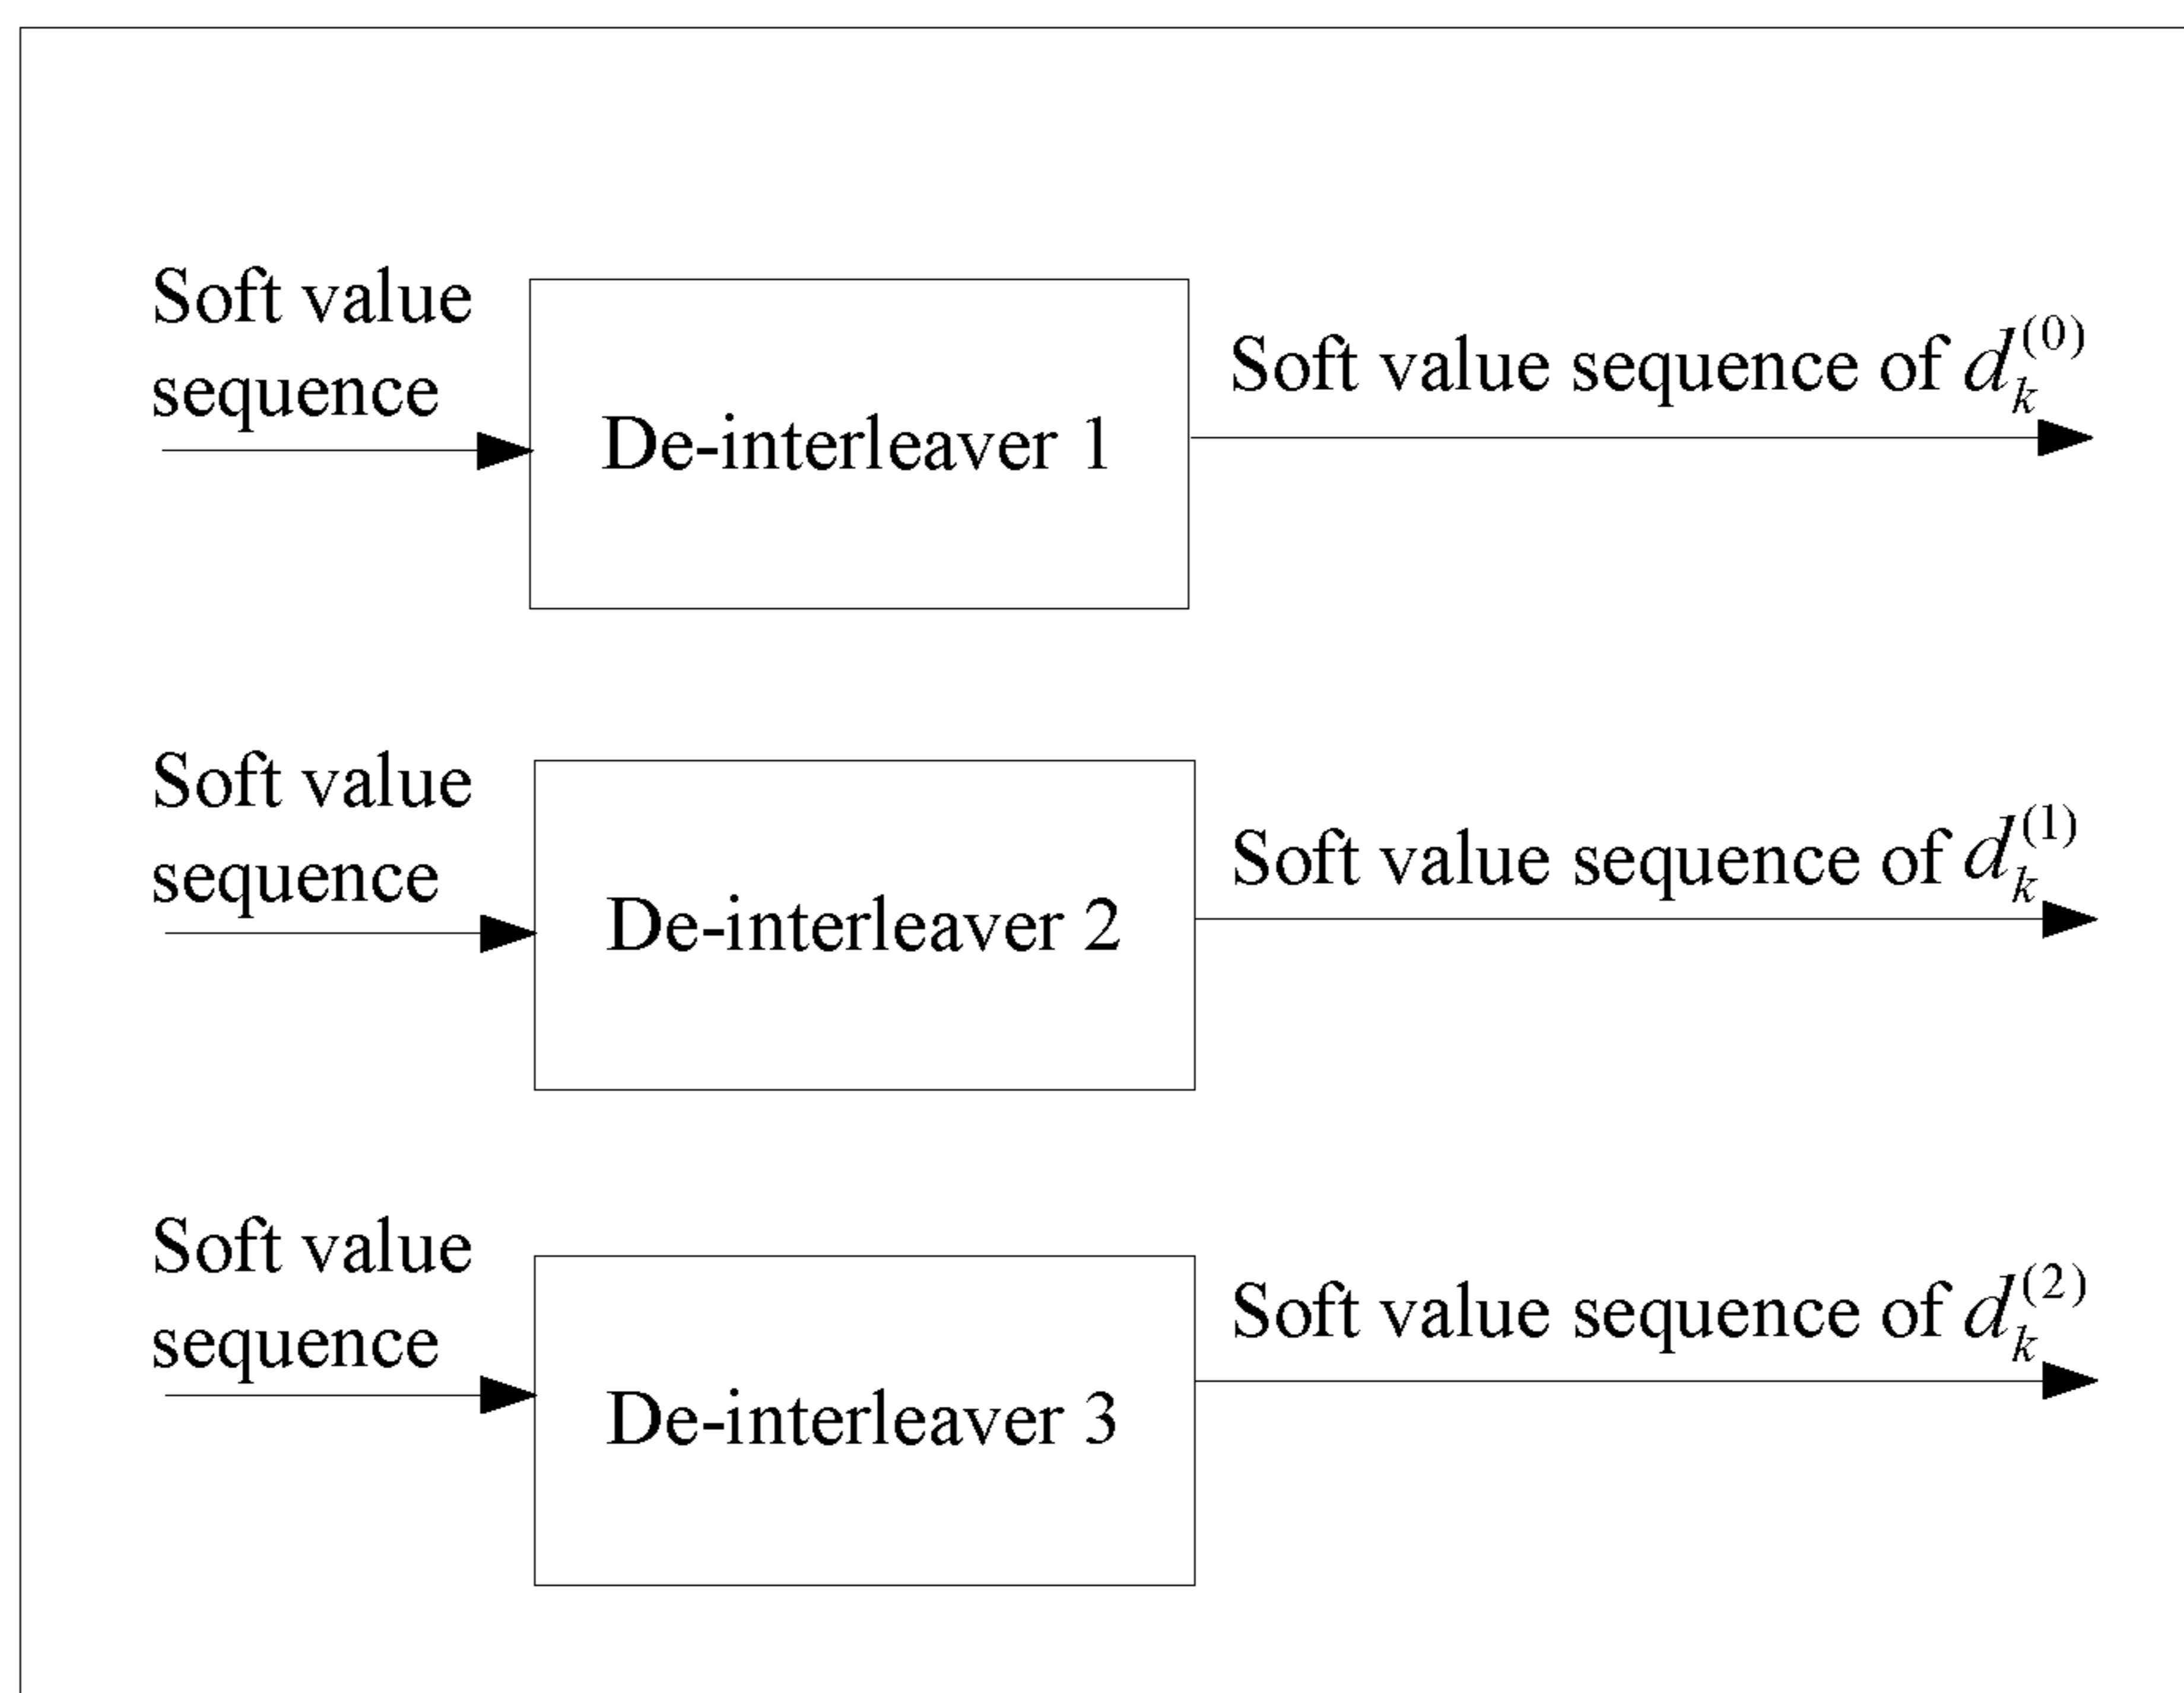 Soft value
sequence
De-interleaver 1
Soft value sequence of $d_k^{(0)}$
Soft value
sequence
De-interleaver 2
Soft value sequence of $d_k^{(1)}$
Soft value
sequence
De-interleaver 3
Soft value sequence of $d_k^{(2)}$